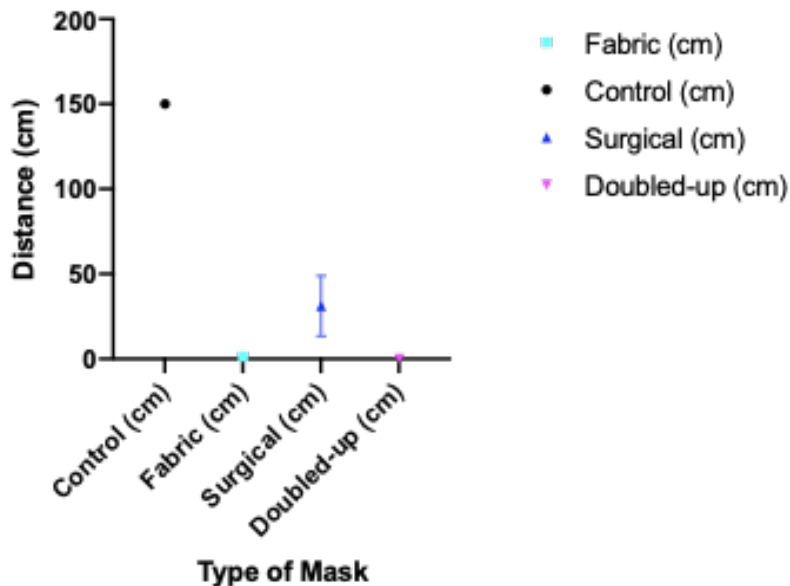 200
150
100
50
0
Distance (cm)
Control (cm)
Fabric (cm)
Surgical (cm)
Doubled-up (cm)
Type of Mask
Fabric (cm)
Control (cm)
Surgical (cm)
Doubled-up (cm)